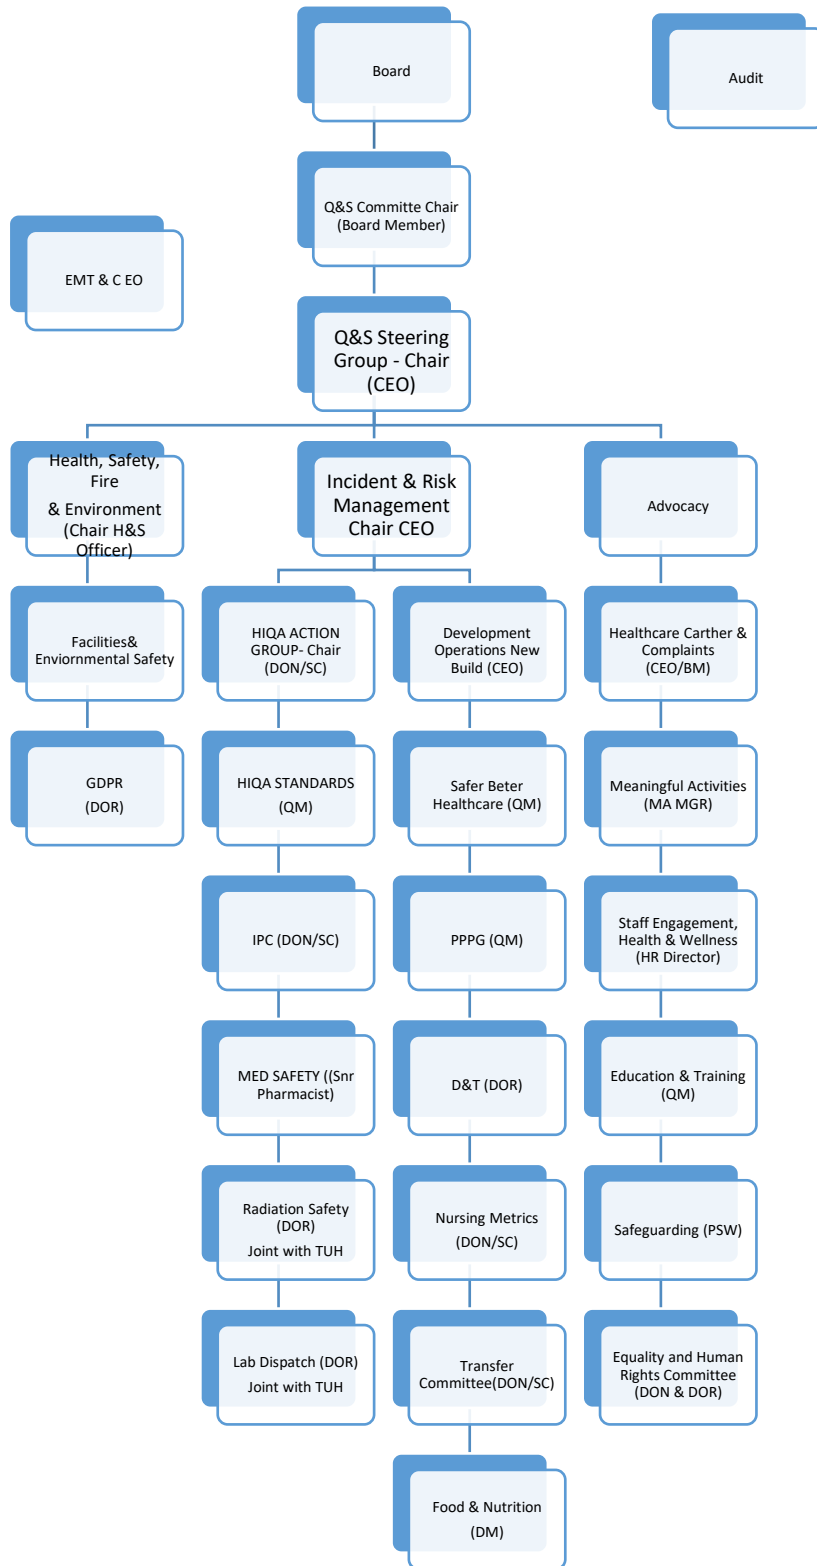 Board
Audit
Q&S Committe Chair
(Board Member)
EMT & C EO
Q&S Steering
Group - Chair
(CEO)
Health, Safety,
Fire
& Environment
(Chair H&S
Officer)
Incident & Risk
Management
Chair CEO
Advocacy
Facilities&
Enviornmental Safety
HIQA ACTION
GROUP- Chair
(DON/SC)
Development
Operations New
Build (CEO)
Healthcare Carther &
Complaints
(CEO/BM)
GDPR
(DOR)
HIQA STANDARDS
(QM)
Safer Beter
Healthcare (QM)
Meaningful Activities
(MA MGR)
IPC (DON/SC)
PPPG (QM)
Staff Engagement,
Health & Wellness
(HR Director)
MED SAFETY ((Snr
Pharmacist)
D&T (DOR)
Education & Training
(QM)
Radiation Safety
(DOR)
Joint with TUH
Nursing Metrics
(DON/SC)
Safeguarding (PSW)
Lab Dispatch (DOR)
Joint with TUH
Transfer
Committee(DON/SC)
Equality and Human
Rights Committee
(DON & DOR)
Food & Nutrition
(DM)